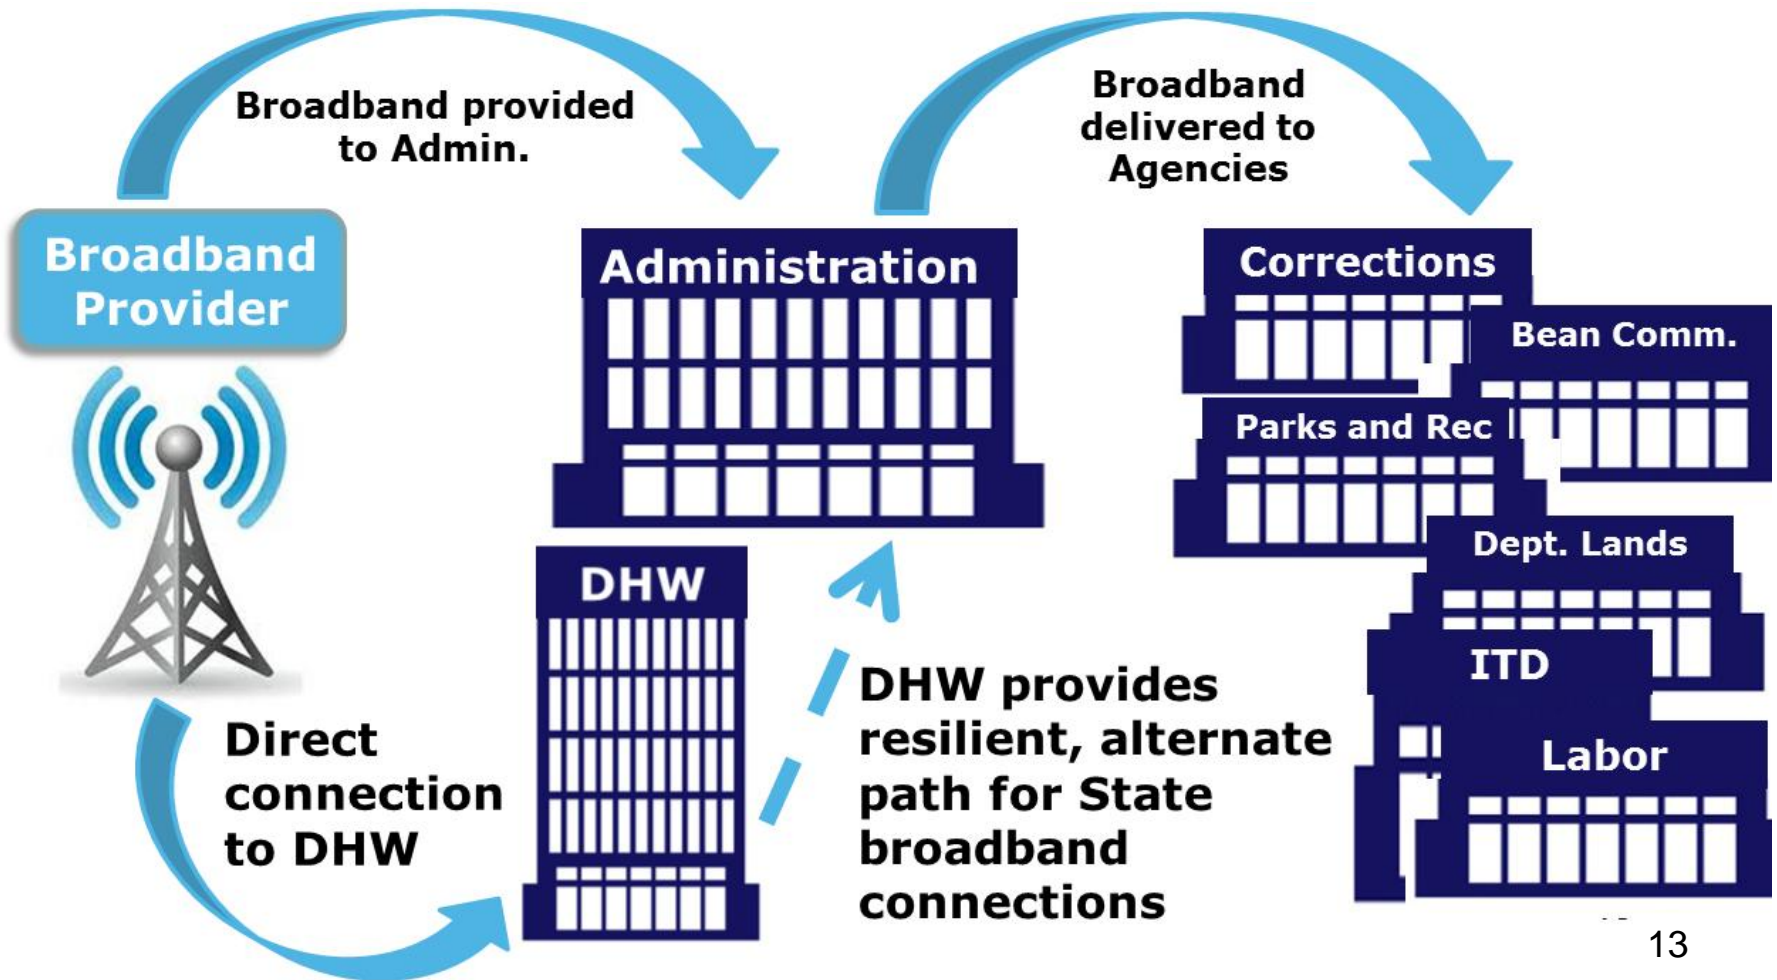 Broadband provided
to Admin.
Broadband
delivered to
Agencies
Broadband
Provider
Administration
Corrections
Bean Comm.
Parks and Rec
Dept. Lands
ITD
Labor
DHW
Direct
connection
to DHW
DHW provides
resilient, alternate
path for State
broadband
connections
13